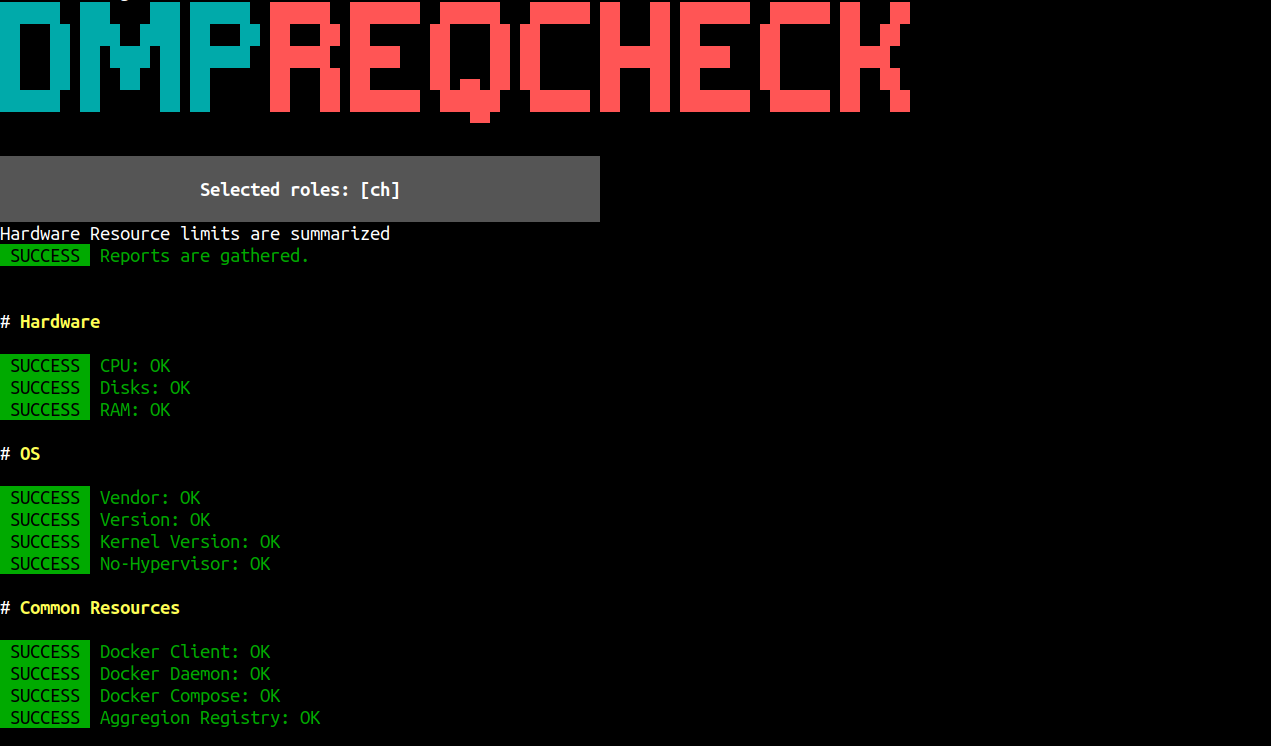 DMPREQCHECK
Selected roles: [ch]
Hardware Resource limits are summarized
SUCCESS Reports are gathered.
# Hardware
SUCCESS CPU: OK
SUCCESS Disks: OK
SUCCESS RAM: OK
# OS
SUCCESS Vendor: OK
SUCCESS Version: OK
SUCCESS Kernel Version: OK
SUCCESS No-Hypervisor: OK
# Common Resources
SUCCESS Docker Client: OK
SUCCESS Docker Daemon: OK
SUCCESS Docker Compose: OK
SUCCESS Aggregion Registry: OK